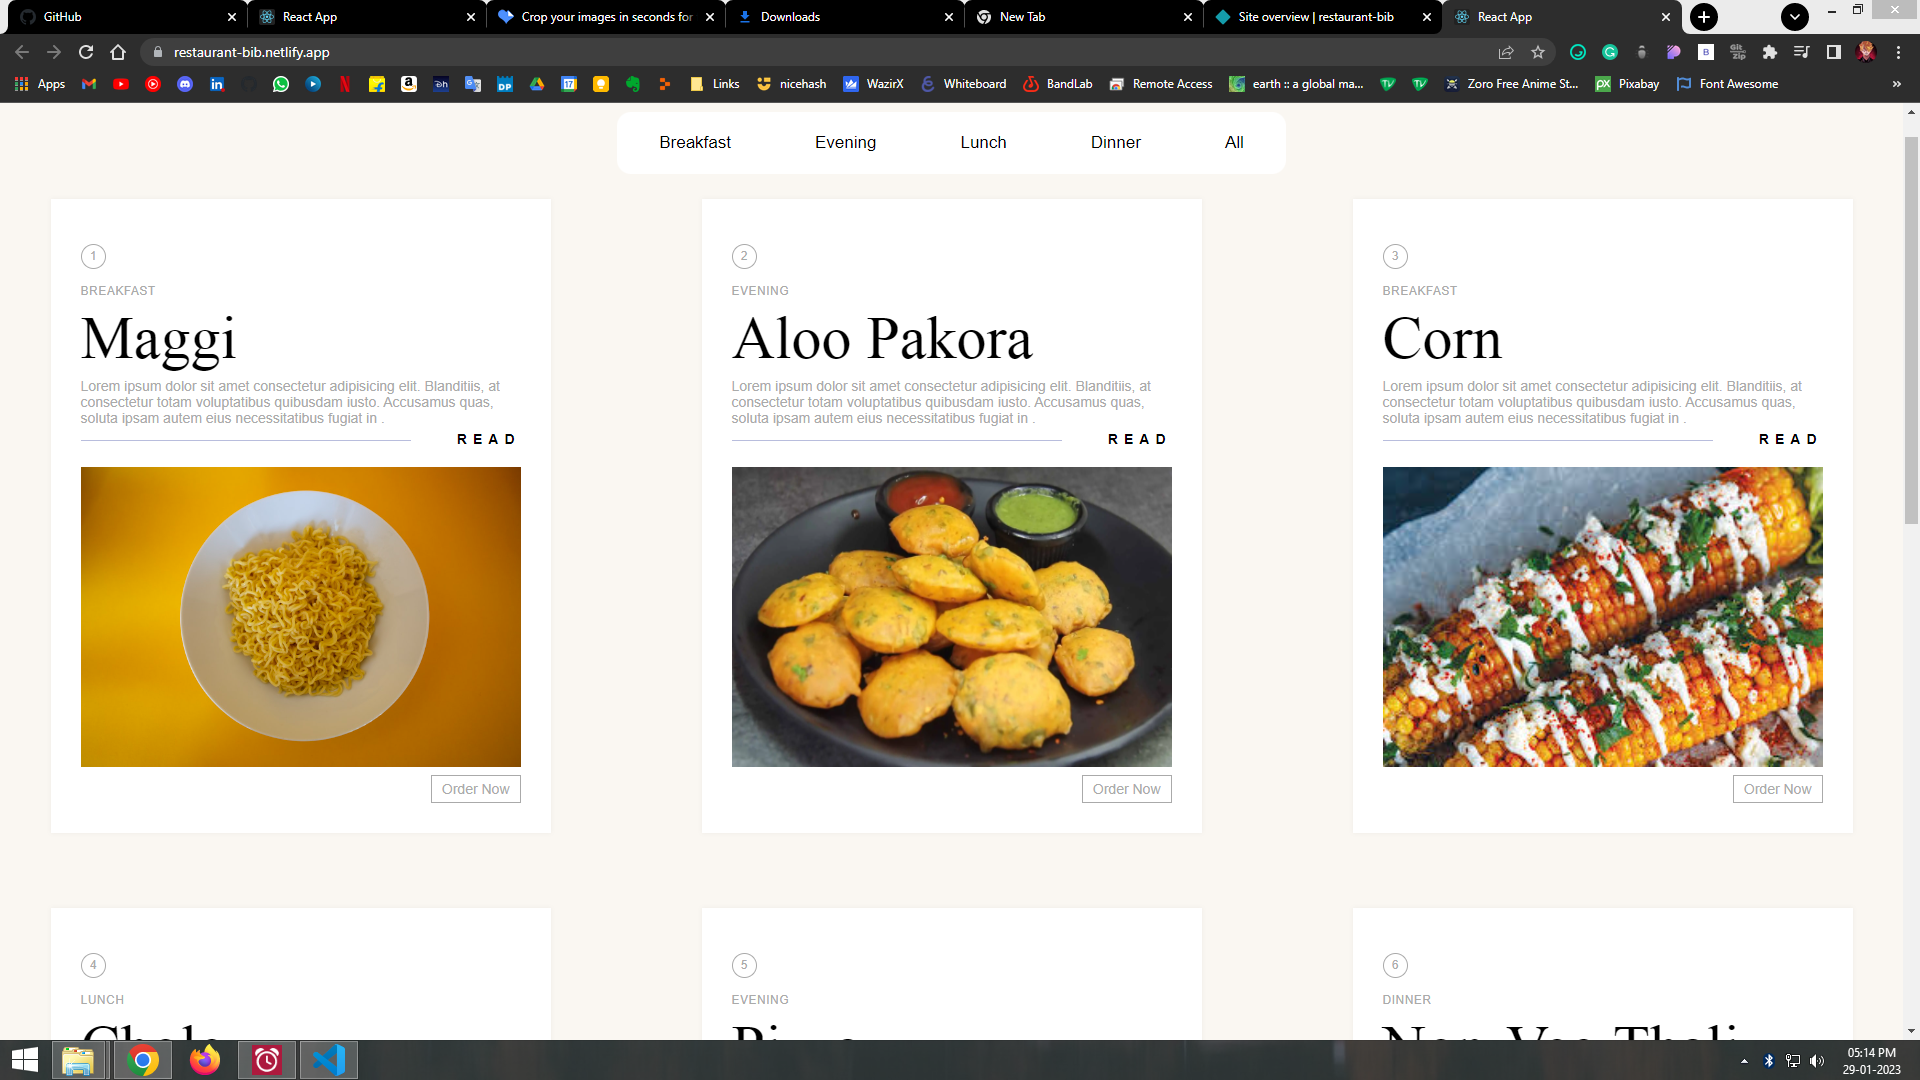 GitHub
React App
Crop your images in seconds for
Downloads
New Tab
Site overview | restaurant-bib
React App
restaurant-bib.netlify.app
Apps
Links
nicehash
WazirX
Whiteboard
BandLab
Remote Access
earth :: a global ma...
Zoro Free Anime St...
Pixabay
Font Awesome
»
Breakfast Evening Lunch Dinner All
1
BREAKFAST
Maggi
Lorem ipsum dolor sit amet consectetur adipisicing elit. Blanditiis, at
consectetur totam voluptatibus quibusdam iusto. Accusamus quas,
soluta ipsam autem eius necessitatibus fugiat in .
READ
Order Now
2
EVENING
Aloo Pakora
Lorem ipsum dolor sit amet consectetur adipisicing elit. Blanditiis, at
consectetur totam voluptatibus quibusdam iusto. Accusamus quas,
soluta ipsam autem eius necessitatibus fugiat in .
READ
Order Now
3
BREAKFAST
Corn
Lorem ipsum dolor sit amet consectetur adipisicing elit. Blanditiis, at
consectetur totam voluptatibus quibusdam iusto. Accusamus quas,
soluta ipsam autem eius necessitatibus fugiat in .
READ
Order Now
4
LUNCH
5
EVENING
6
DINNER
Non-Veg Thali
05:14 PM
29-01-2023